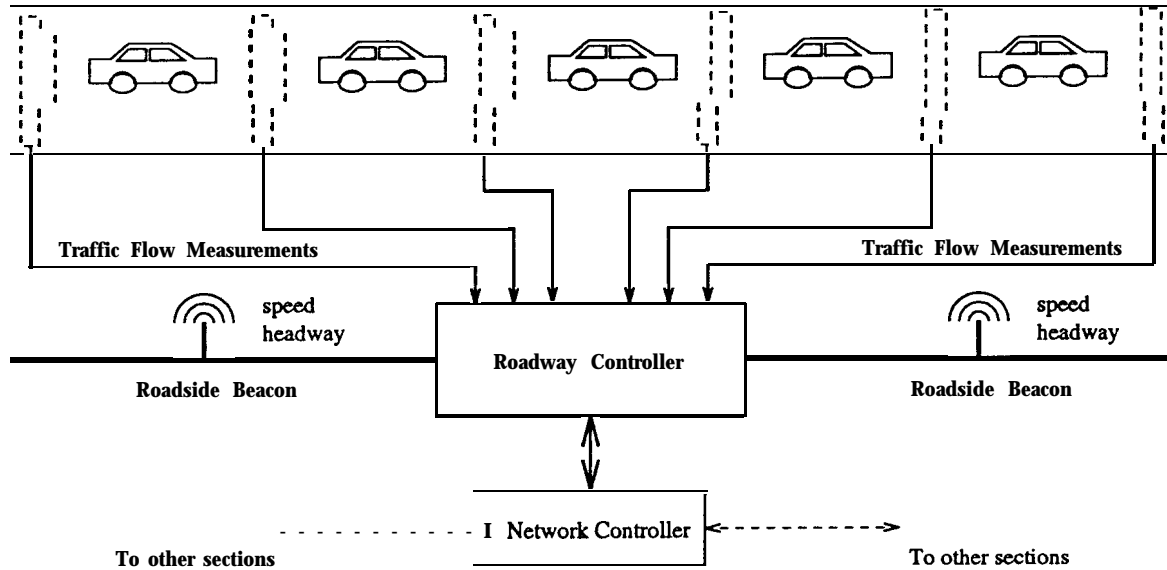 Traffic Flow Measurements
Traffic Flow Measurements
speed
headway
speed
headway
Roadway Controller
Roadside Beacon
Roadside Beacon
I Network Controller
To other sections
To other sections